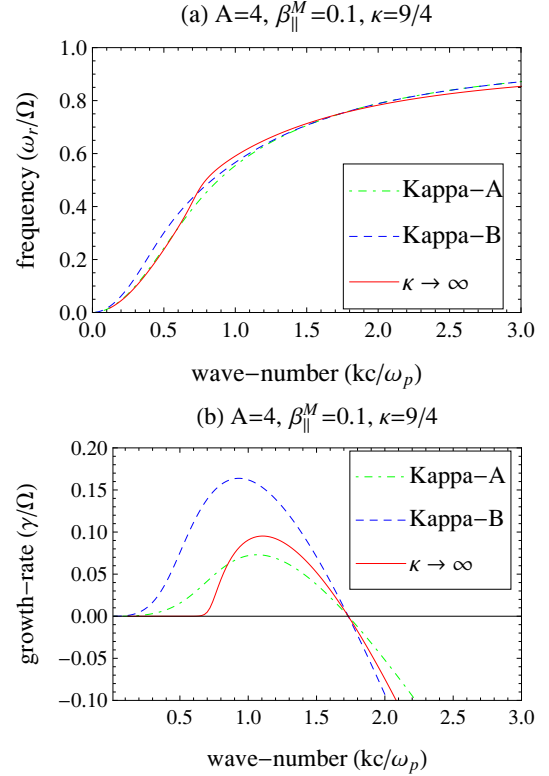 (a) A=4, β∥^M=0.1, κ=9/4
frequency (ω_r/Ω)
1.0
0.8
0.6
0.4
0.2
0.0
Kappa−A
Kappa−B
κ → ∞
0.0 0.5 1.0 1.5 2.0 2.5 3.0
wave−number (kc/ω_p)
(b) A=4, β∥^M=0.1, κ=9/4
growth−rate (γ/Ω)
0.20
0.15
0.10
0.05
0.00
−0.05
−0.10
Kappa−A
Kappa−B
κ → ∞
0.5 1.0 1.5 2.0 2.5 3.0
wave−number (kc/ω_p)